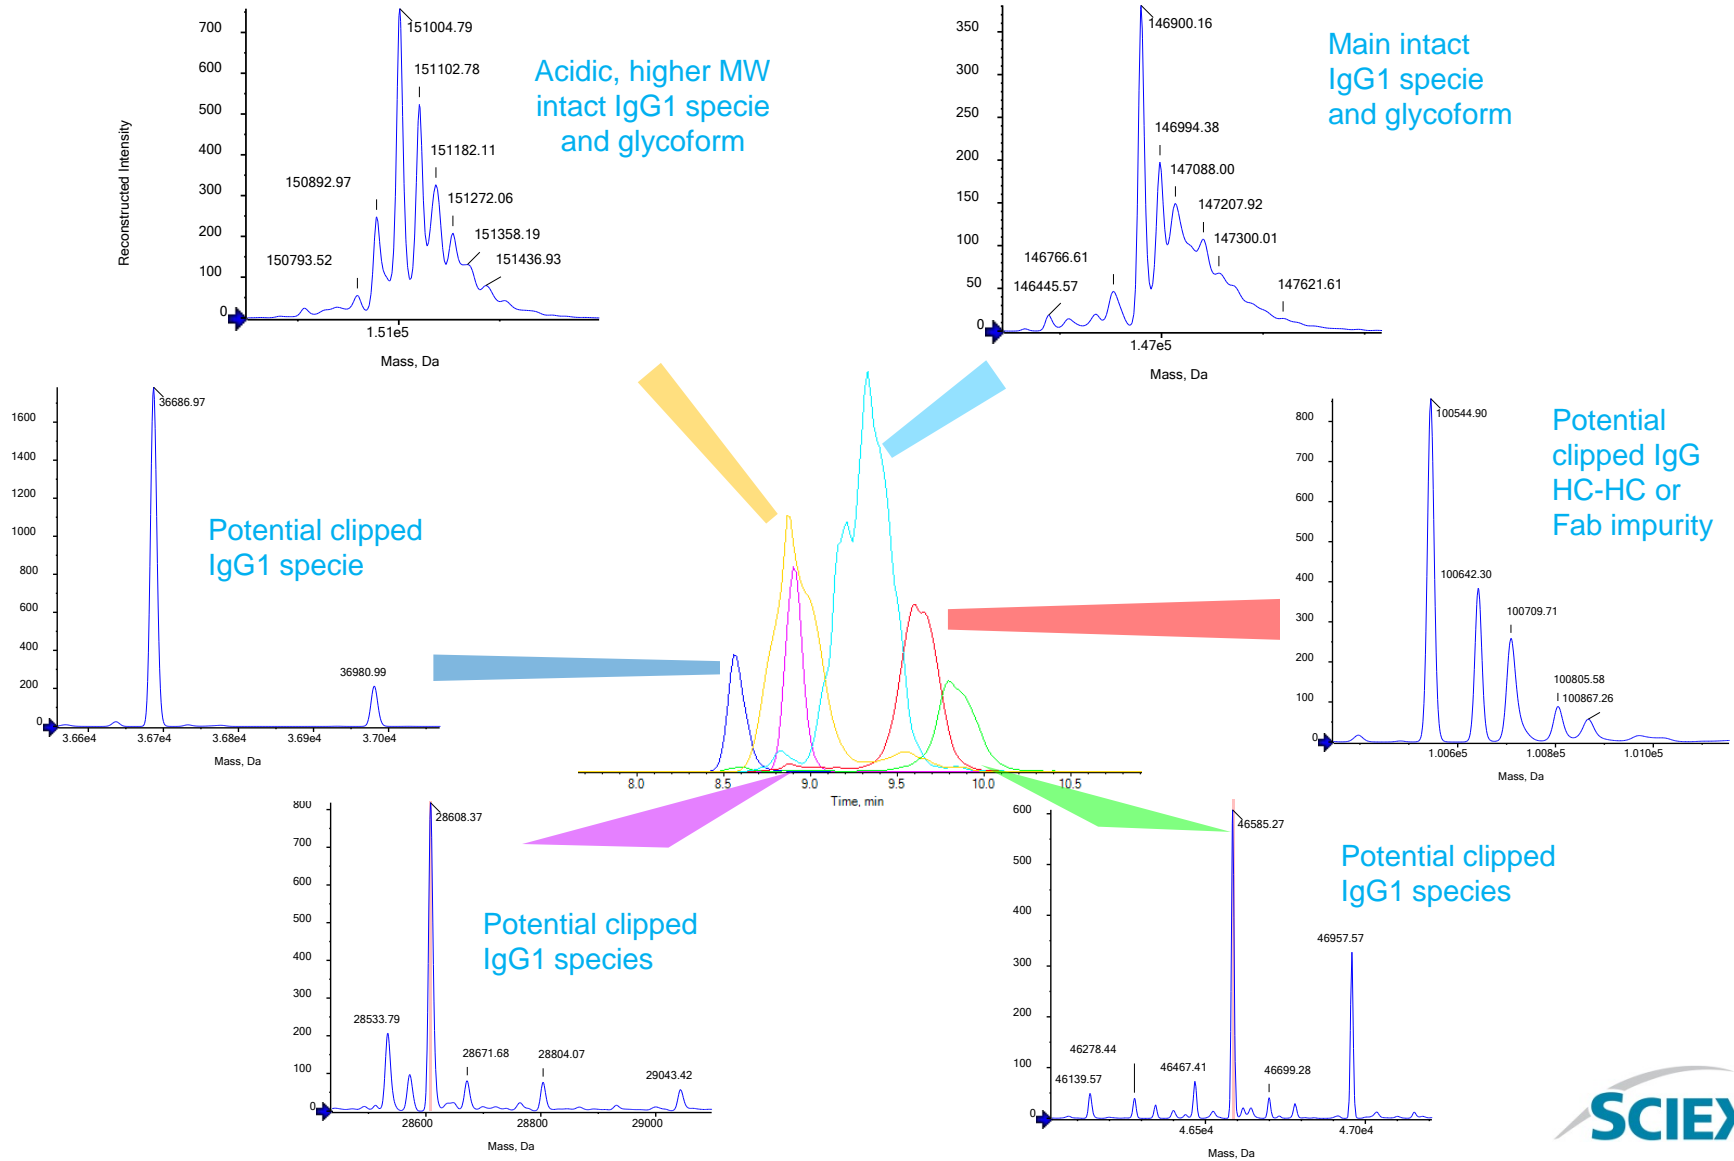 700
600
500
400
300
200
100
0
Reconstructed Intensity
151004.79
151102.78
151182.11
150892.97
151272.06
151358.19
151436.93
150793.52
1.51e5
Mass, Da
Acidic, higher MW
intact IgG1 specie
and glycoform
350
300
250
200
150
100
50
0
146900.16
146994.38
147088.00
147207.92
147300.01
146766.61
146445.57
147621.61
1.47e5
Mass, Da
Main intact
IgG1 specie
and glycoform
1600
1400
1200
1000
800
600
400
200
0
36686.97
36980.99
3.66e4 3.67e4 3.68e4 3.69e4 3.70e4
Mass, Da
Potential clipped
IgG1 specie
8.0 8.5 9.0 9.5 10.0 10.5
Time, min
800
700
600
500
400
300
200
100
0
100544.90
100642.30
100709.71
100805.58
100867.26
1.006e5 1.008e5 1.010e5
Mass, Da
Potential
clipped IgG
HC-HC or
Fab impurity
800
700
600
500
400
300
200
100
0
28608.37
28533.79
28671.68
28804.07
29043.42
28600 28800 29000
Mass, Da
Potential clipped
IgG1 species
600
500
400
300
200
100
0
46585.27
46957.57
46278.44
46139.57
46467.41
46699.28
4.65e4 4.70e4
Mass, Da
Potential clipped
IgG1 species
SCIEX